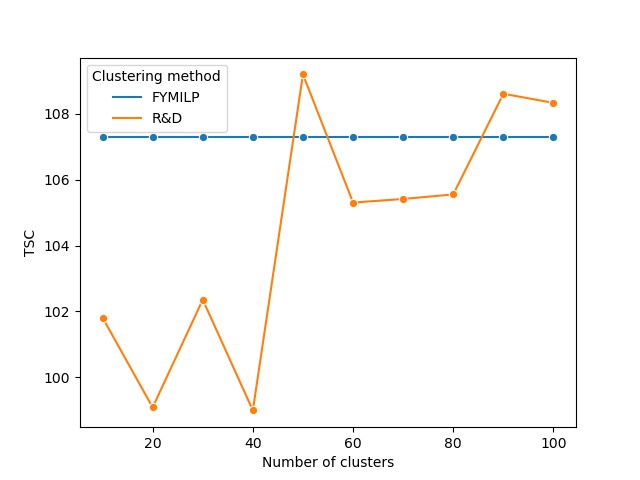 Clustering method
FYMILP
R&D
TSC
108
106
104
102
100
20 40 60 80 100
Number of clusters